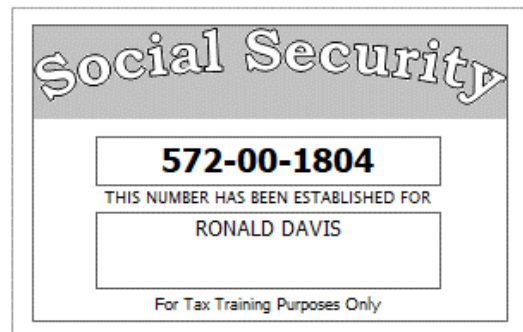 Social Security
572-00-1804
THIS NUMBER HAS BEEN ESTABLISHED FOR
RONALD DAVIS
For Tax Training Purposes Only